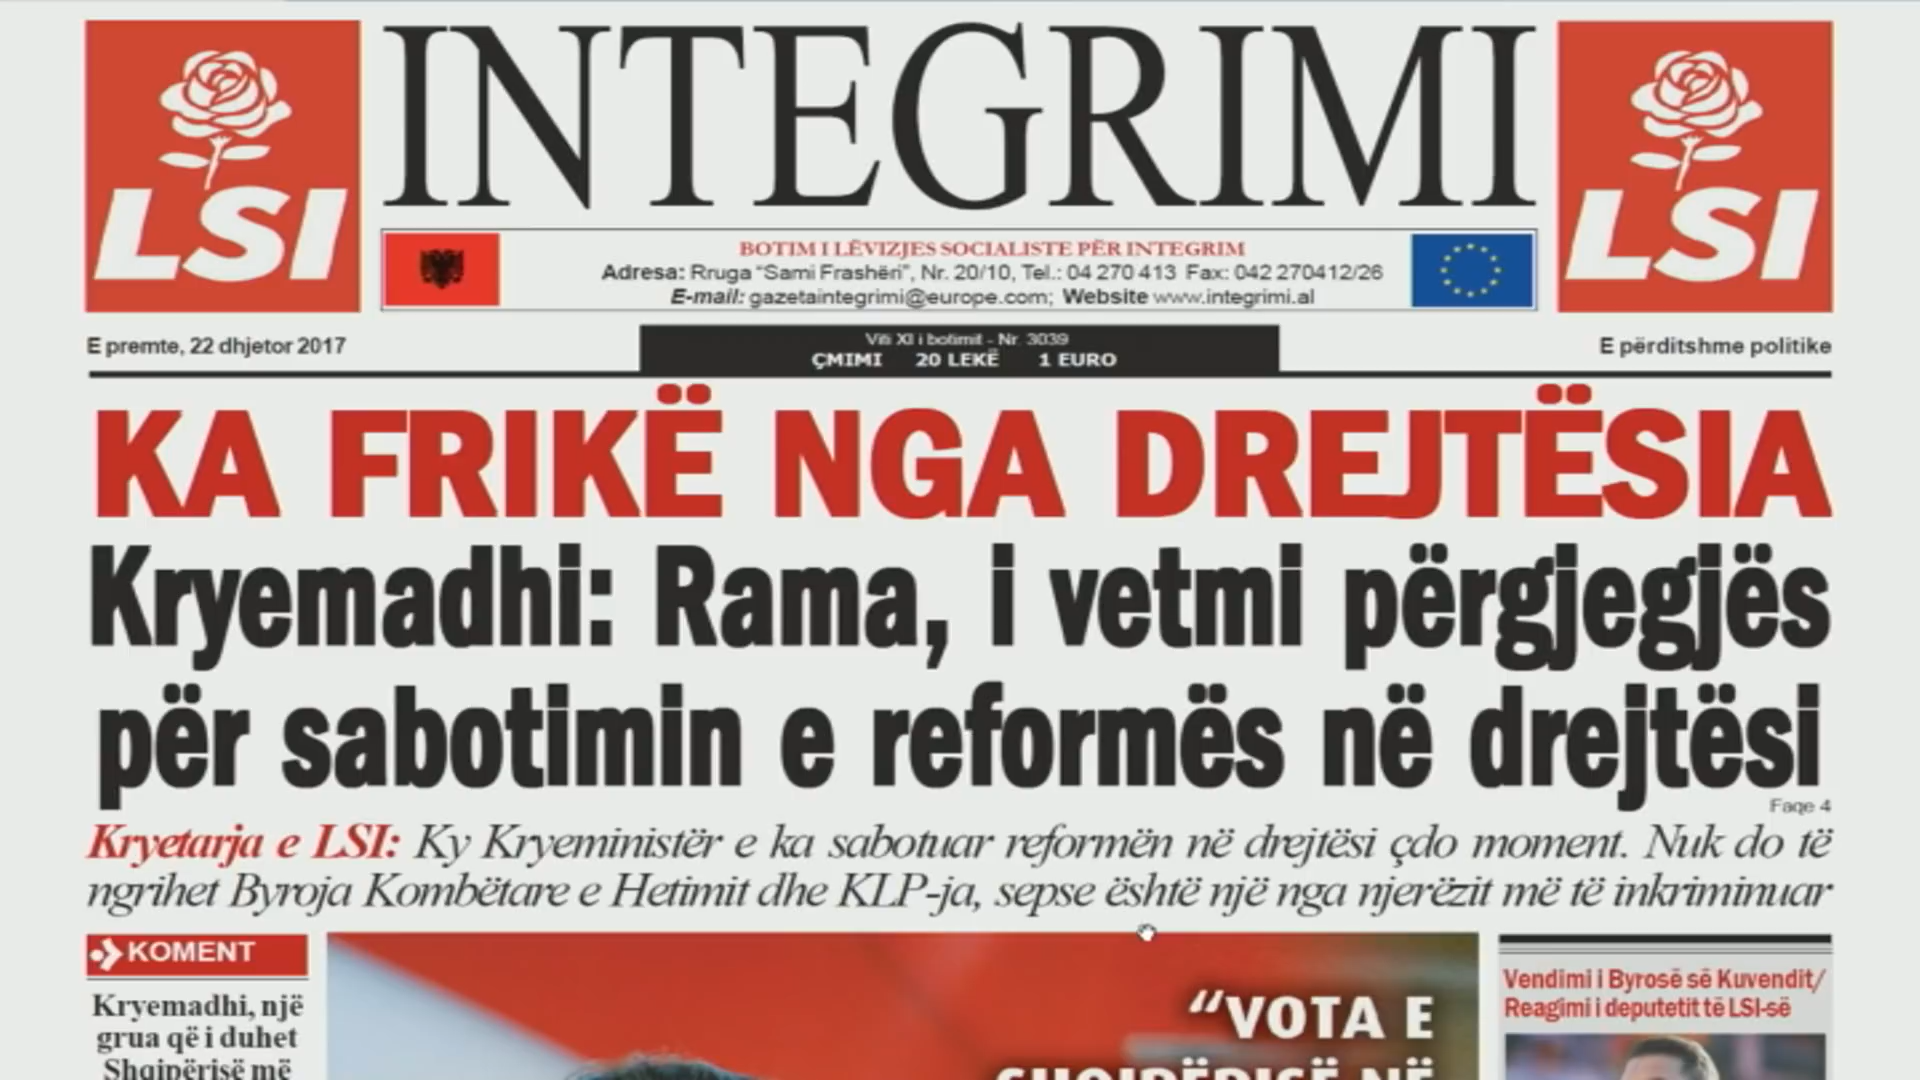 LSI
INTEGRIMI
LSI
BOTIM I LËVIZJES SOCIALISTE PËR INTEGRIM
Adresa: Rruga "Sami Frashëri", Nr. 20/10, Tel.: 04 270 413 Fax: 042 270412/26
E-mail: gazetaintegrimi@europe.com; Website www.integrimi.al
E premte, 22 dhjetor 2017
Viti XI i botimit - Nr. 3039
ÇMIMI 20 LEKË 1 EURO
E përditshme politike
KA FRIKË NGA DREJTËSIA
Kryemadhi: Rama, i vetmi përgjegjës
për sabotimin e reformës në drejtësi
Faqe 4
Kryetarja e LSI: Ky Kryeministër e ka sabotuar reformën në drejtësi çdo moment. Nuk do të
ngrihet Byroja Kombëtare e Hetimit dhe KLP-ja, sepse është një nga njerëzit më të inkriminuar
KOMENT
Kryemadhi, një
grua që i duhet
Shqipërisë më
"VOTA E
SHQIPËRISË NË
Vendimi i Byrosë së Kuvendit/
Reagimi i deputetit të LSI-së